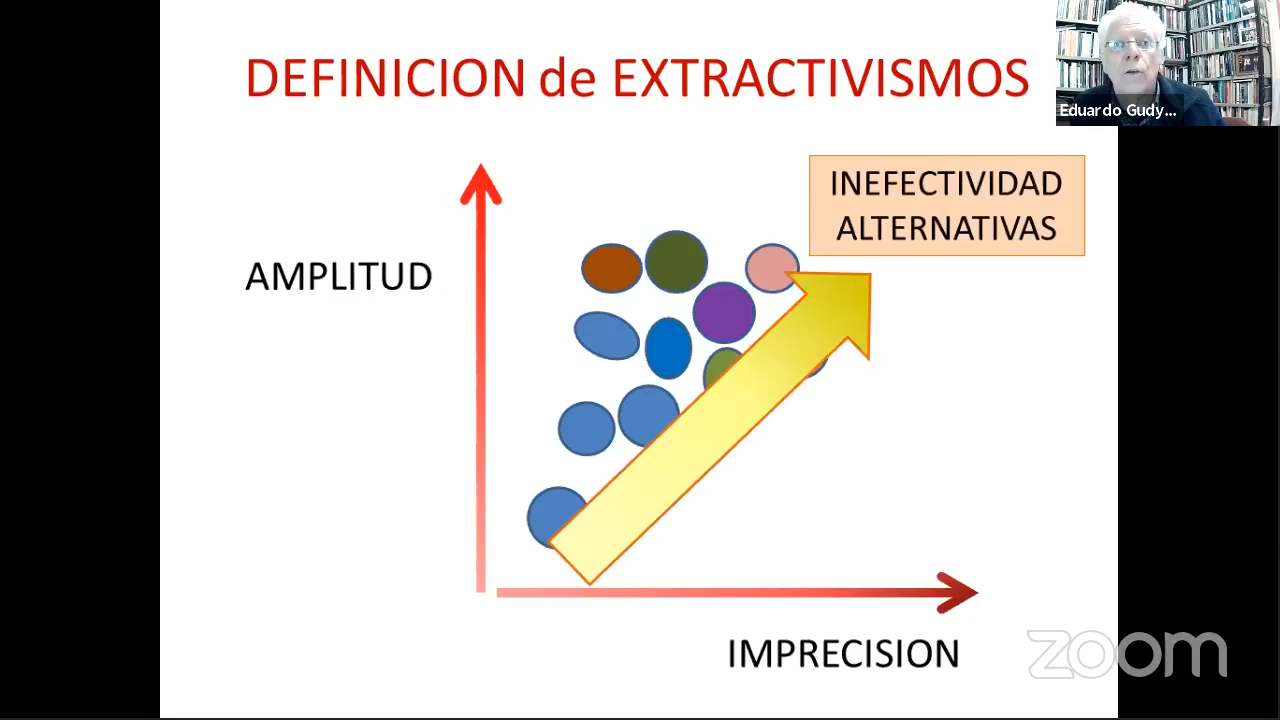 DEFINICION de EXTRACTIVISMOS
Eduardo Gudy...
INEFECTIVIDAD
ALTERNATIVAS
AMPLITUD
IMPRECISION
zoom